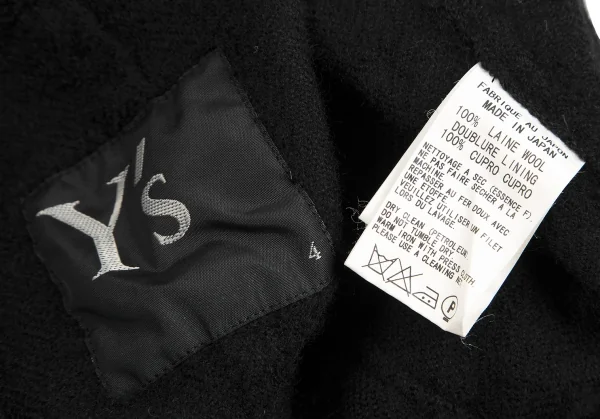 Y's
4
FABRIQUE AU JAPON
MADE IN JAPAN
100% LAINE WOOL
DOUBLURE LINING
100% CUPRO CUPRO
NETTOYAGE A SEC (ESSENCE F)
NE PAS FAIRE SECHER A LA
MACHINE
REPASSER AU FER DOUX AVEC
UNE ETOFFE.
VEUILLEZ UTILISER UN FILET
LORS DU LAVAGE.
DRY CLEAN (PETROLEUM
DO NOT TUMBLE DRY
WARM IRON WITH PRESS CLOTH
PLEASE USE A CLEANING NE
P